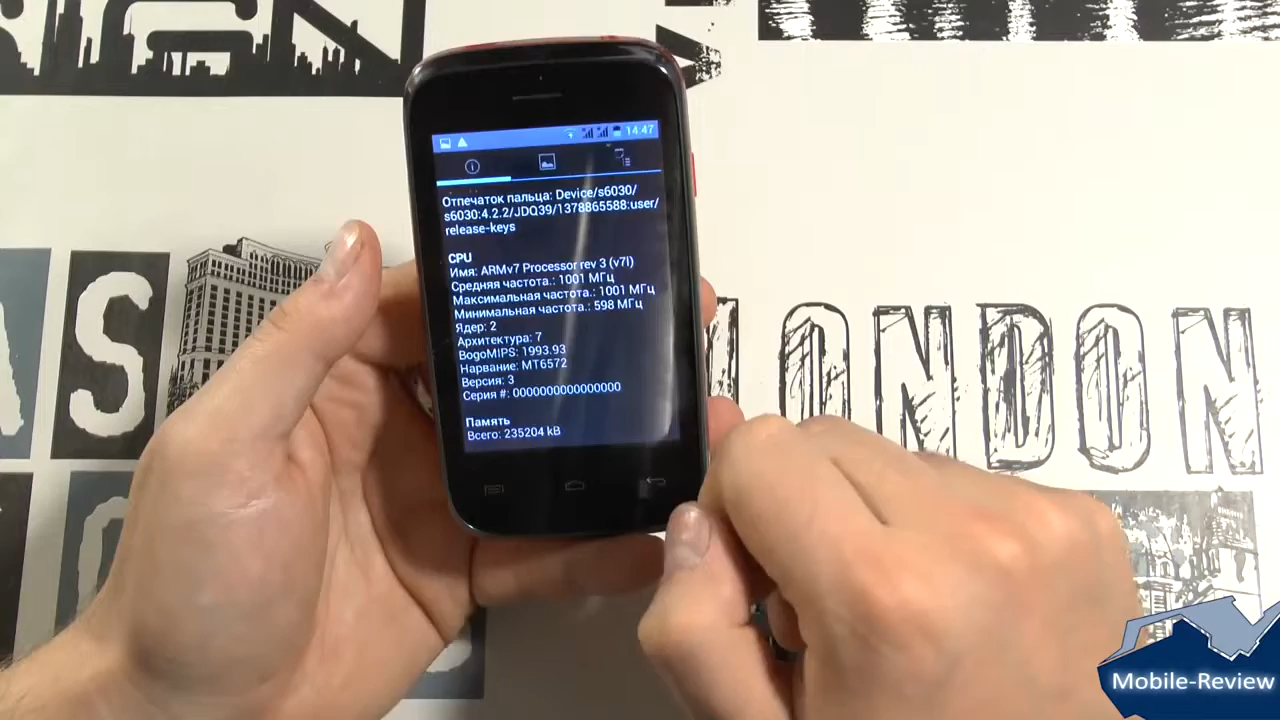 14:47
Отпечаток пальца: Device/s6030/
s6030:4.2.2/JDQ39/1378865588:user/
release-keys
CPU
Имя: ARMv7 Processor rev 3 (v7l)
Средняя частота.: 1001 МГц
Максимальная частота.: 1001 МГц
Минимальная частота.: 598 МГц
Ядер: 2
Архитектура: 7
BogoMIPS: 1993.93
Нарвание: MT6572
Версия: 3
Серия #: 0000000000000000
Память
Всего: 235204 kB
LONDON
AS
Mobile-Review